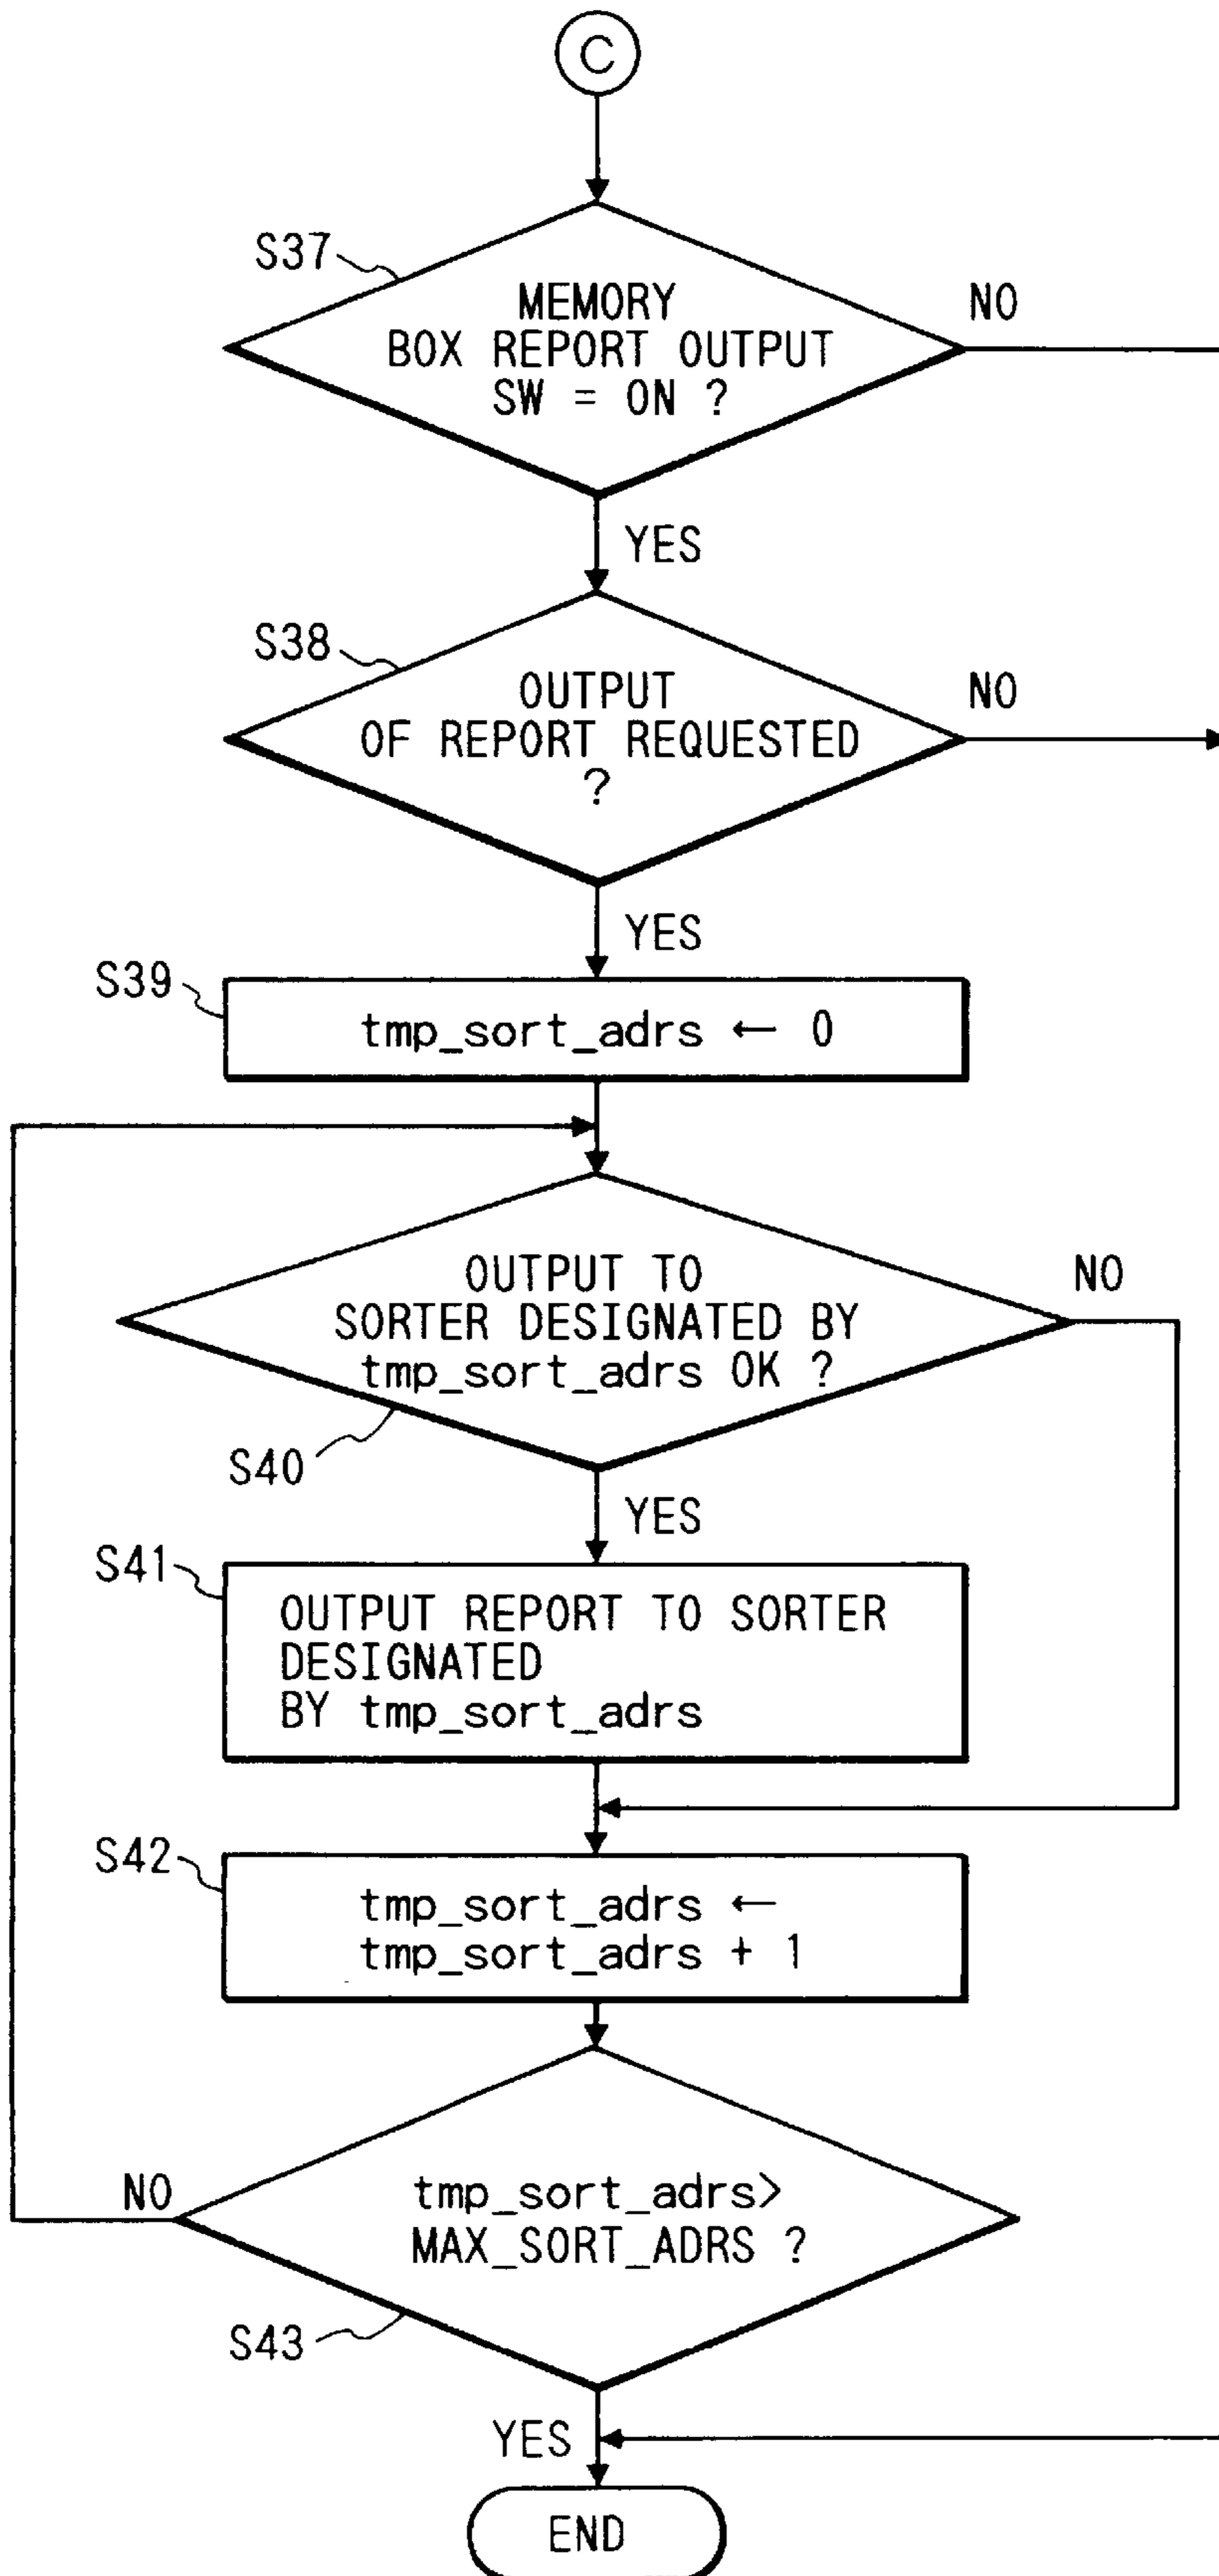 C
S37
MEMORY
BOX REPORT OUTPUT
SW = ON ?
NO
YES
S38
OUTPUT
OF REPORT REQUESTED
?
NO
YES
S39
tmp_sort_adrs ← 0
OUTPUT TO
SORTER DESIGNATED BY
tmp_sort_adrs OK ?
NO
S40
YES
S41
OUTPUT REPORT TO SORTER
DESIGNATED
BY tmp_sort_adrs
S42
tmp_sort_adrs ←
tmp_sort_adrs + 1
NO
tmp_sort_adrs>
MAX_SORT_ADRS ?
S43
YES
END